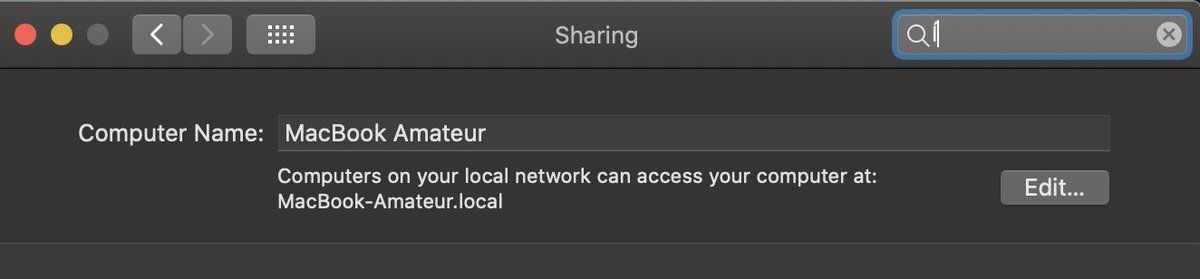 Sharing
Í
Computer Name: MacBook Amateur
Computers on your local network can access your computer at:
MacBook-Amateur.local
Edit...